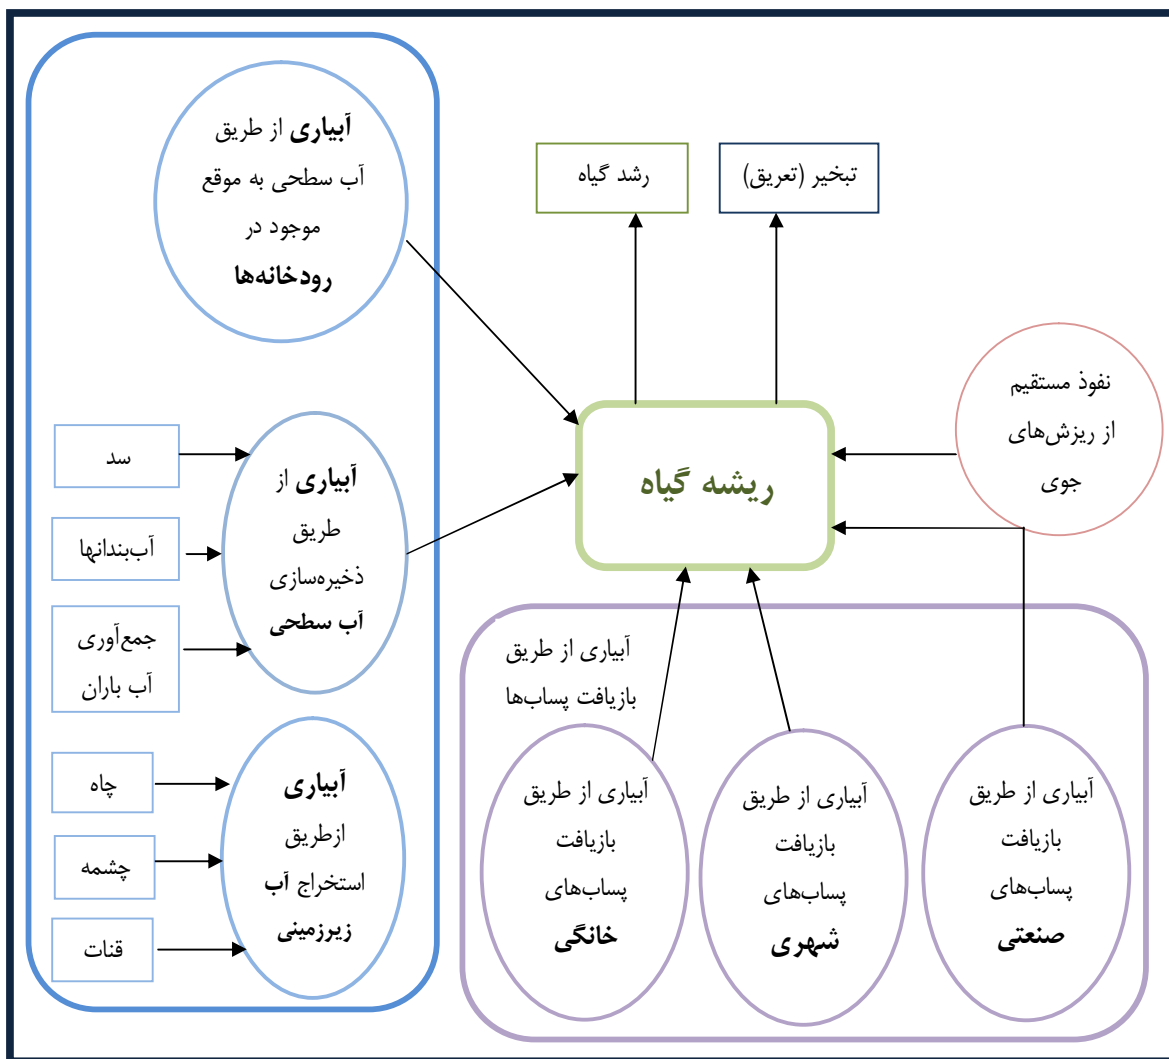 آبیاری از طریق
آب سطحی به موقع
موجود در
رودخانه‌ها
رشد گیاه
تبخیر (تعریق)
نفوذ مستقیم
از ریزش‌های
جوی
ریشه گیاه
سد
آب‌بندانها
جمع‌آوری
آب باران
آبیاری از
طریق
ذخیره‌سازی
آب سطحی
چاه
چشمه
قنات
آبیاری
ازطریق
استخراج آب
زیرزمینی
آبیاری از طریق
بازیافت پساب‌ها
آبیاری از طریق
بازیافت
پساب‌های
خانگی
آبیاری از طریق
بازیافت
پساب‌های
شهری
آبیاری از طریق
بازیافت
پساب‌های
صنعتی